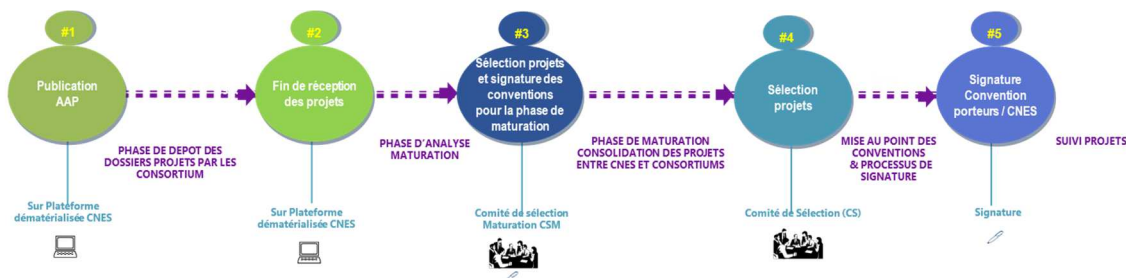 #1
Publication
AAP
#2
Fin de réception
des projets
#3
Sélection projets
et signature des
conventions
pour la phase de
maturation
#4
Sélection
projets
#5
Signature
Convention
porteurs / CNES
PHASE DE DEPOT DES
DOSSIERS PROJETS PAR LES
CONSORTIUM
PHASE D'ANALYSE
MATURATION
PHASE DE MATURATION
CONSOLIDATION DES PROJETS
ENTRE CNES ET CONSORTIUMS
MISE AU POINT DES
CONVENTIONS
& PROCESSUS DE
SIGNATURE
SUIVI PROJETS
Sur Plateforme
dématérialisée CNES
Sur Plateforme
dématérialisée CNES
Comité de sélection
Maturation CSM
Comité de Sélection (CS)
Signature